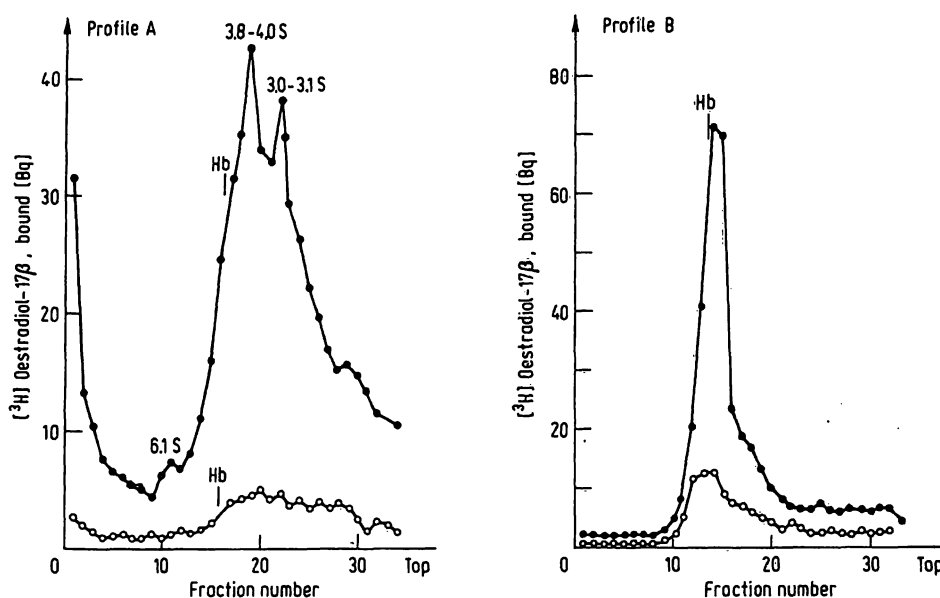 Profile A
3.8-4.0 S
3.0-3.1 S
Hb
6.1 S
Hb
40
30
20
10
0
10
20
30
Top
Fraction number
[³H] Oestradiol-17β, bound [Bq]
Profile B
Hb
80
60
40
20
0
10
20
30
Top
Fraction number
[³H] Oestradiol-17β, bound [Bq]